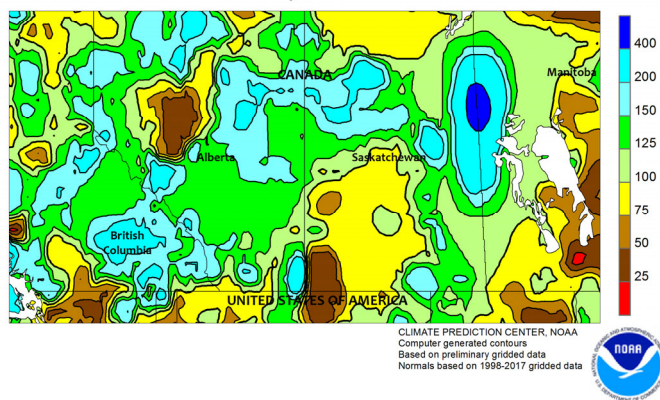 CANADA
Manitoba
Alberta
Saskatchewan
British
Columbia
UNITED STATES OF AMERICA
400
200
150
125
100
75
50
25
CLIMATE PREDICTION CENTER, NOAA
Computer generated contours
Based on preliminary gridded data
Normals based on 1998-2017 gridded data
NOAA